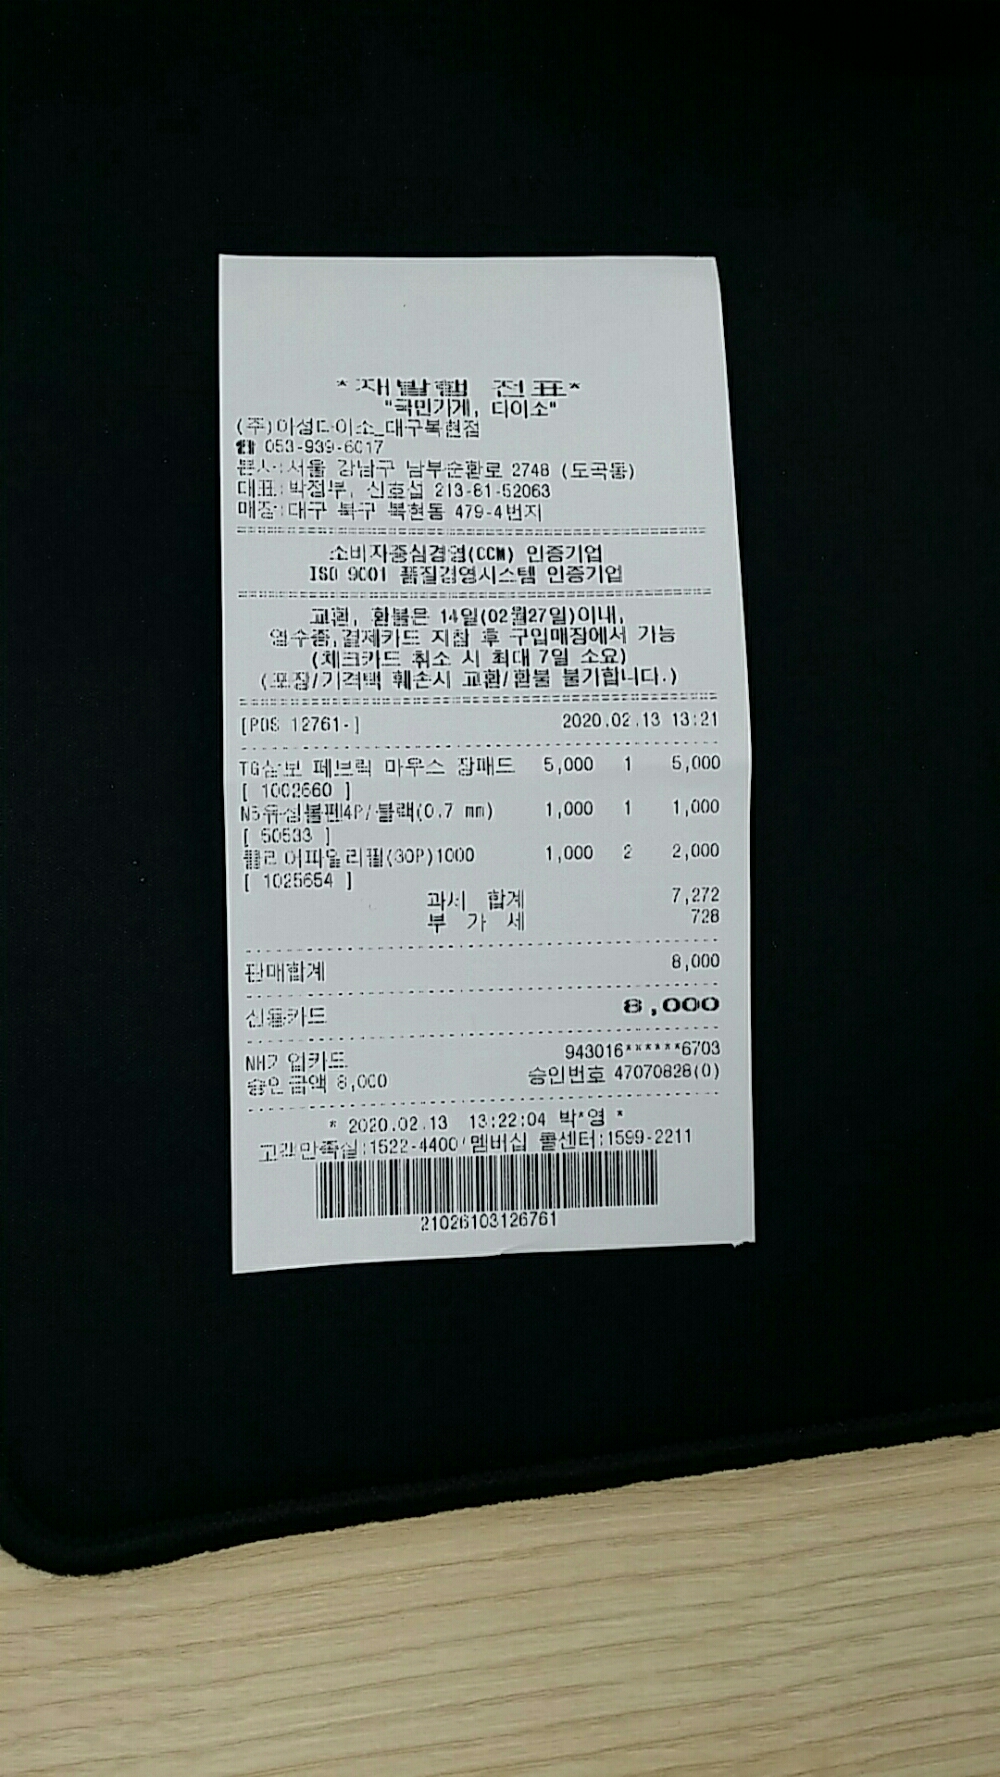 *재발행 전표*
"국민가게, 다이소"
(주)아성다이소_대구복현점
☎ 053-939-6017
본사:서울 강남구 남부순환로 2748 (도곡동)
대표:박정부, 신호섭 213-81-52063
매장:대구 북구 복현동 479-4번지
소비자중심경영(CCM) 인증기업
ISO 9001 품질경영시스템 인증기업
교환, 환불은 14일(02월27일)이내,
영수증,결제카드 지참 후 구입매장에서 가능
(체크카드 취소 시 최대 7일 소요)
(포장/가격택 훼손시 교환/환불 불가합니다.)
[POS 12761-] 2020.02.13 13:21
TG삼보 페브릭 마우스 장패드 5,000 1 5,000
[ 1002660 ]
NB유성볼펜4P/블랙(0.7 mm) 1,000 1 1,000
[ 50533 ]
클리어파일리필(30P)1000 1,000 2 2,000
[ 1025654 ]
과세 합계 7,272
부 가 세 728
판매합계 8,000
신용카드 8,000
NH기업카드 943016******6703
승인금액 8,000 승인번호 47070828(0)
* 2020.02.13 13:22:04 박*영 *
고객만족실:1522-4400/멤버십 콜센터:1599-2211
21026103126761